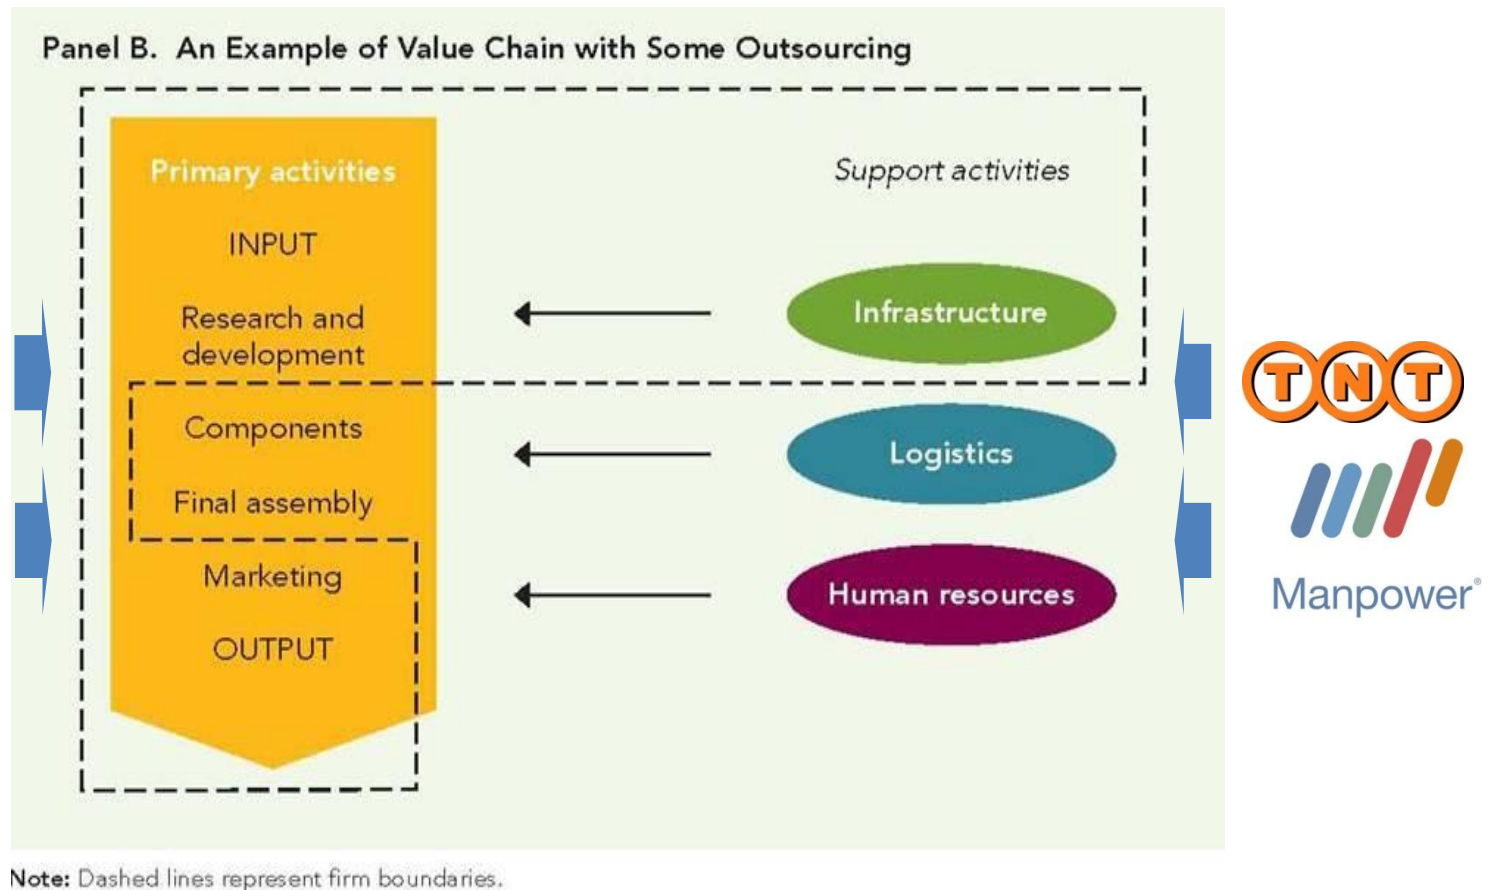 Panel B. An Example of Value Chain with Some Outsourcing
Primary activities
INPUT
Research and
development
Components
Final assembly
Marketing
OUTPUT
Support activities
Infrastructure
Logistics
Human resources
TNT
Manpower®
Note: Dashed lines represent firm boundaries.